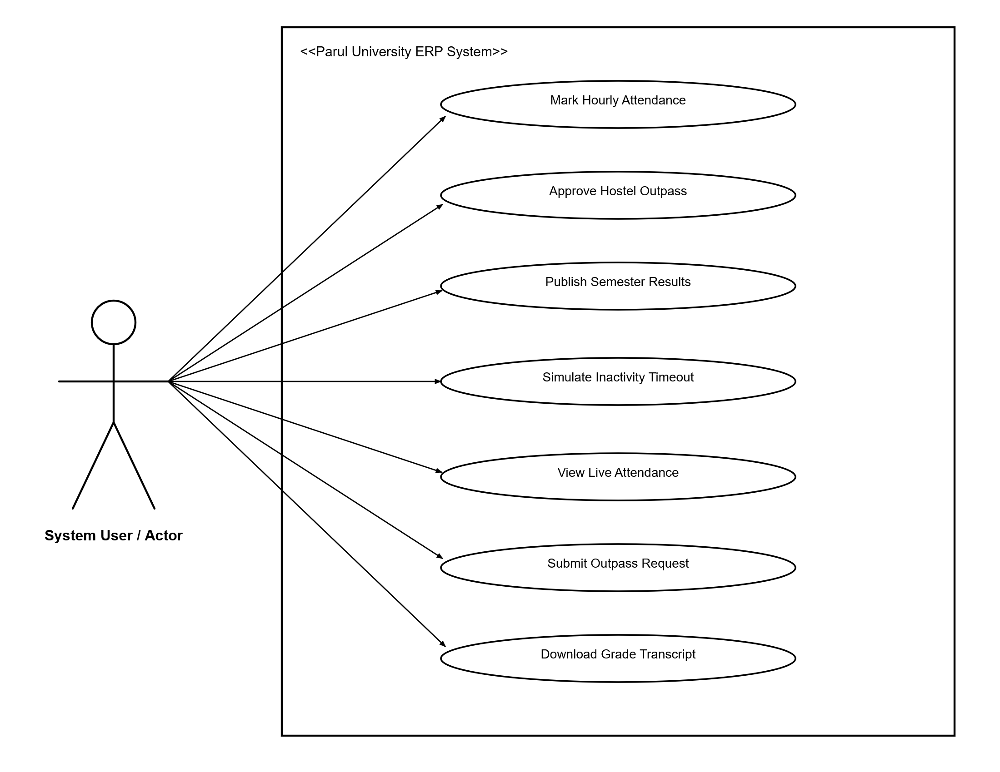 <<Parul University ERP System>>
Mark Hourly Attendance
Approve Hostel Outpass
Publish Semester Results
Simulate Inactivity Timeout
View Live Attendance
System User / Actor
Submit Outpass Request
Download Grade Transcript